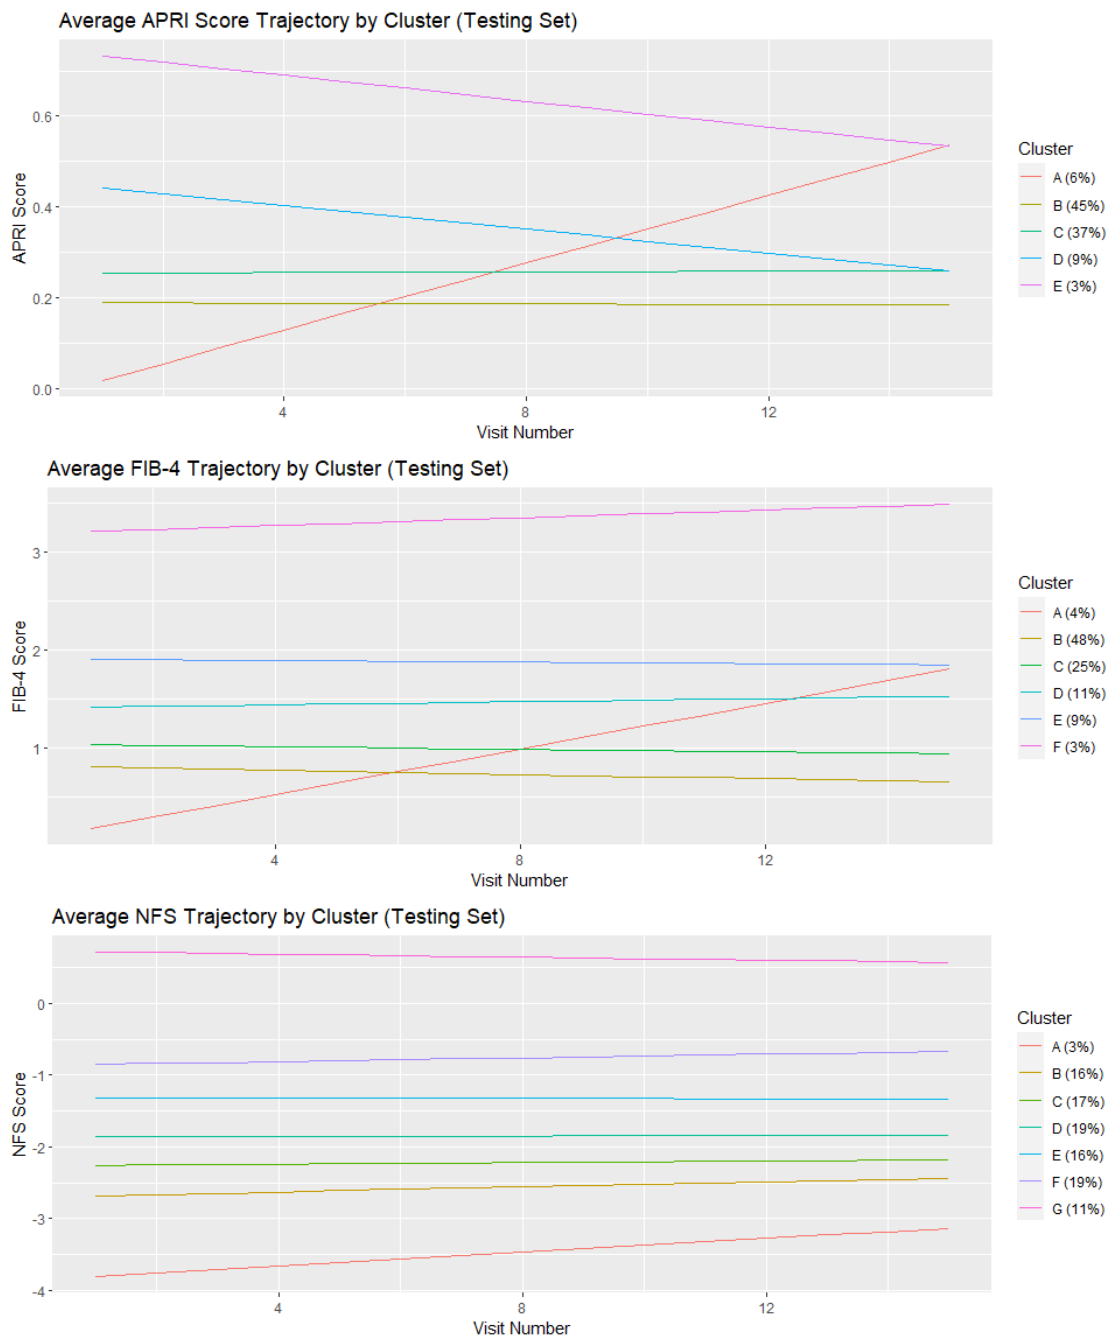 Average APRI Score Trajectory by Cluster (Testing Set)
APRI Score
0.6
0.4
0.2
0.0
4 8 12
Visit Number
Cluster
A (6%)
B (45%)
C (37%)
D (9%)
E (3%)
Average FIB-4 Trajectory by Cluster (Testing Set)
FIB-4 Score
3
2
1
4 8 12
Visit Number
Cluster
A (4%)
B (48%)
C (25%)
D (11%)
E (9%)
F (3%)
Average NFS Trajectory by Cluster (Testing Set)
NFS Score
0
-1
-2
-3
-4
4 8 12
Visit Number
Cluster
A (3%)
B (16%)
C (17%)
D (19%)
E (16%)
F (19%)
G (11%)